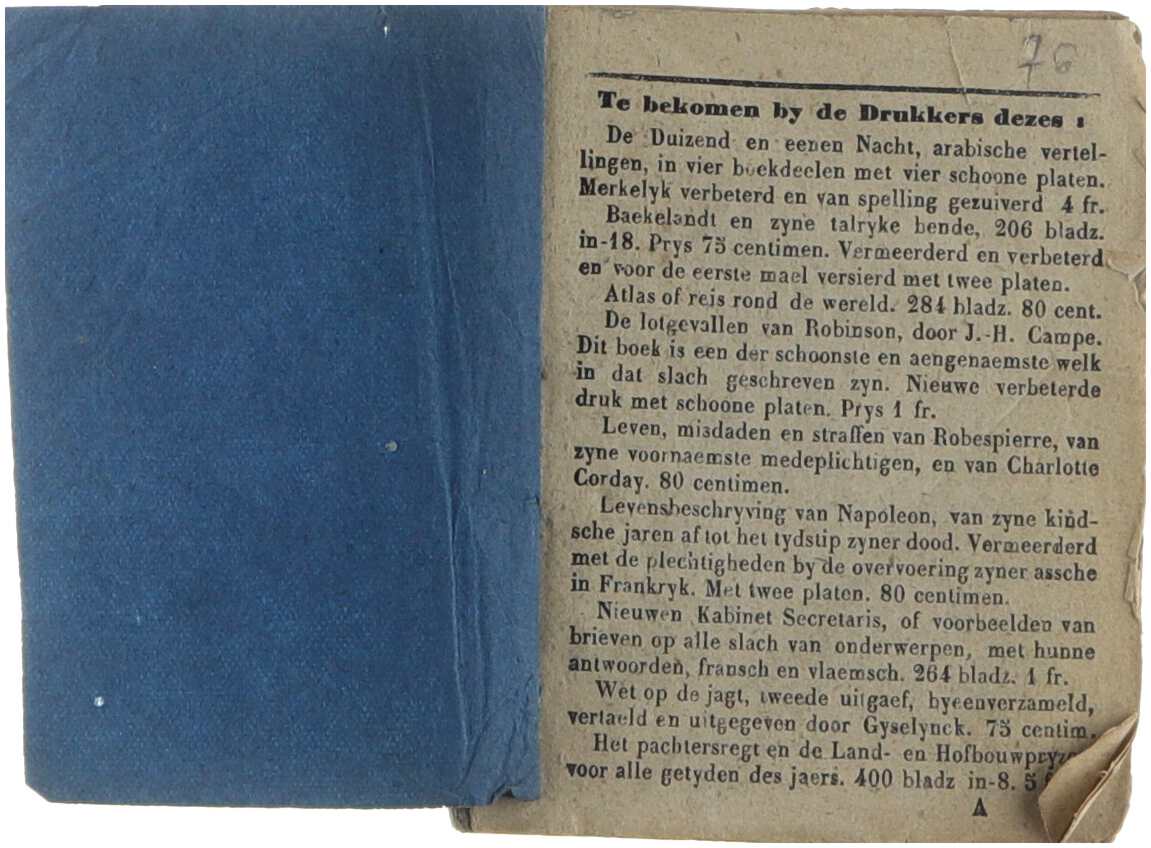 76
Te bekomen by de Drukkers dezes :
De Duizend en eenen Nacht, arabische vertel-
lingen, in vier boekdeelen met vier schoone platen.
Merkelyk verbeterd en van spelling gezuiverd 4 fr.
Baekelandt en zyne talryke bende, 206 bladz.
in-18. Prys 75 centimen. Vermeerderd en verbeterd
en voor de eerste mael versierd met twee platen.
Atlas of reis rond de wereld. 284 bladz. 80 cent.
De lotgevallen van Robinson, door J.-H. Campe.
Dit boek is een der schoonste en aengenaemste welk
in dat slach geschreven zyn. Nieuwe verbeterde
druk met schoone platen. Prys 1 fr.
Leven, misdaden en straffen van Robespierre, van
zyne voornaemste medeplichtigen, en van Charlotte
Corday. 80 centimen.
Levensbeschryving van Napoleon, van zyne kind-
sche jaren af tot het tydstip zyner dood. Vermeerderd
met de plechtigheden by de overvoering zyner assche
in Frankryk. Met twee platen. 80 centimen.
Nieuwen Kabinet Secretaris, of voorbeelden van
brieven op alle slach van onderwerpen, met hunne
antwoorden, fransch en vlaemsch. 264 bladz. 1 fr.
Wet op de jagt, tweede uitgaef, byeenverzameld,
vertaeld en uitgegeven door Gyselynck. 75 centim.
Het pachtersregt en de Land- en
voor alle getyden des jaers. 400 bladz in-8. 5
A